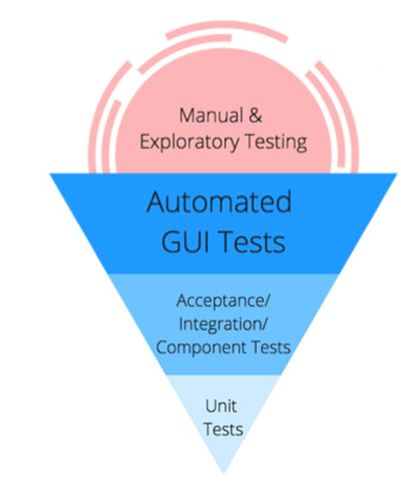 Manual &
Exploratory Testing
Automated
GUI Tests
Acceptance/
Integration/
Component Tests
Unit
Tests